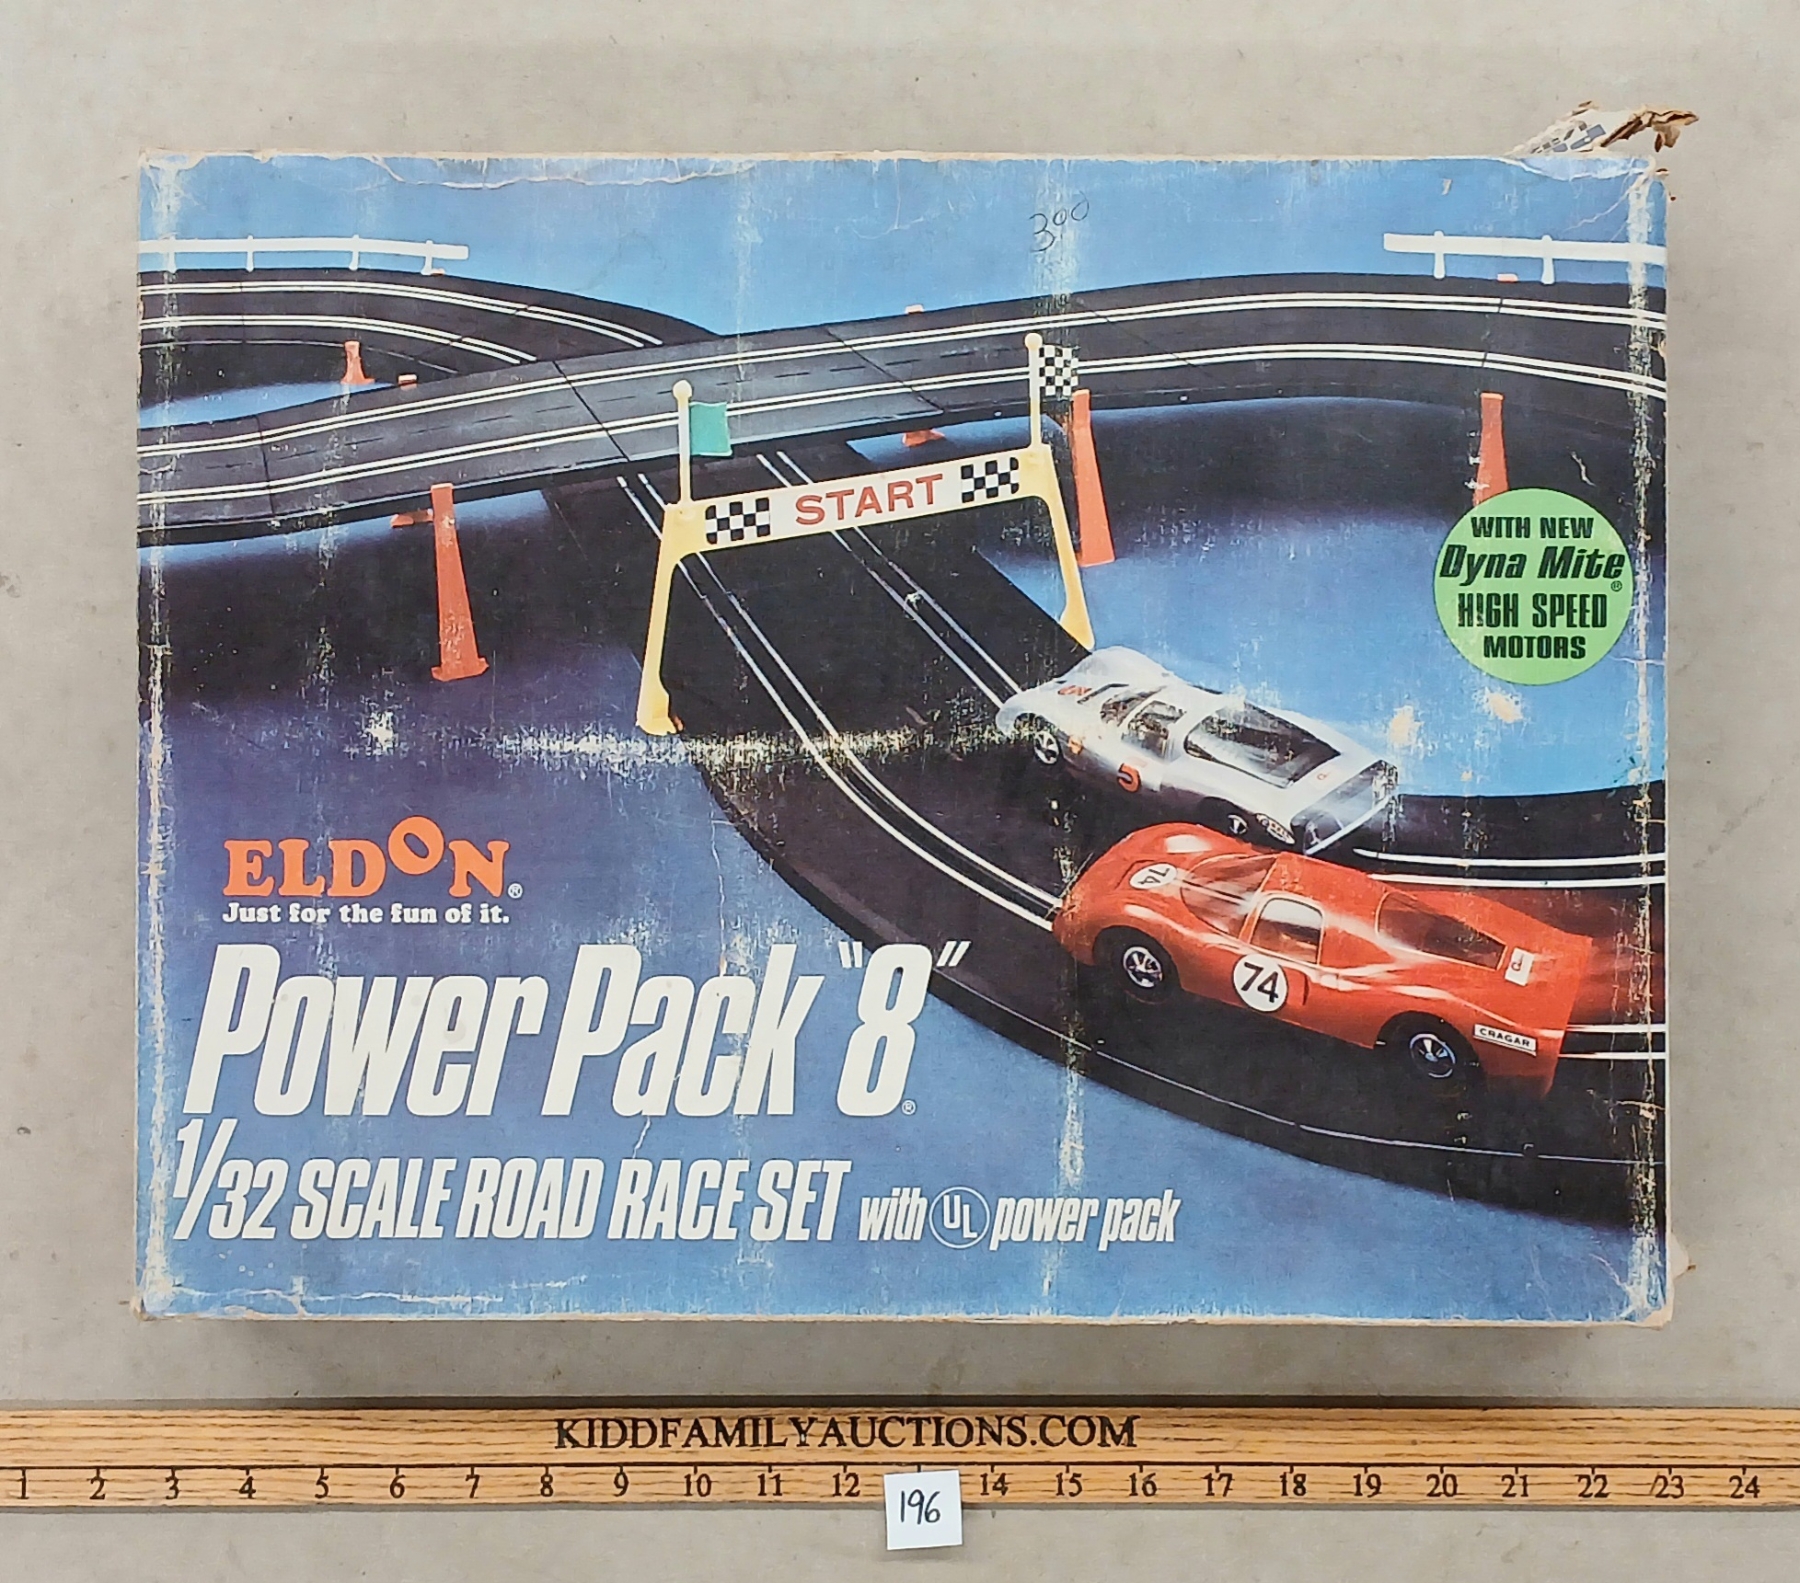 300
START
WITH NEW
Dyna Mite®
HIGH SPEED
MOTORS
5
5
74
74
CRAGAR
ELDON®
Just for the fun of it.
Power Pack "8"®
1/32 SCALE ROAD RACE SET with UL power pack
KIDDFAMILYAUCTIONS.COM
1 2 3 4 5 6 7 8 9 10 11 12 14 15 16 17 18 19 20 21 22 23 24
196